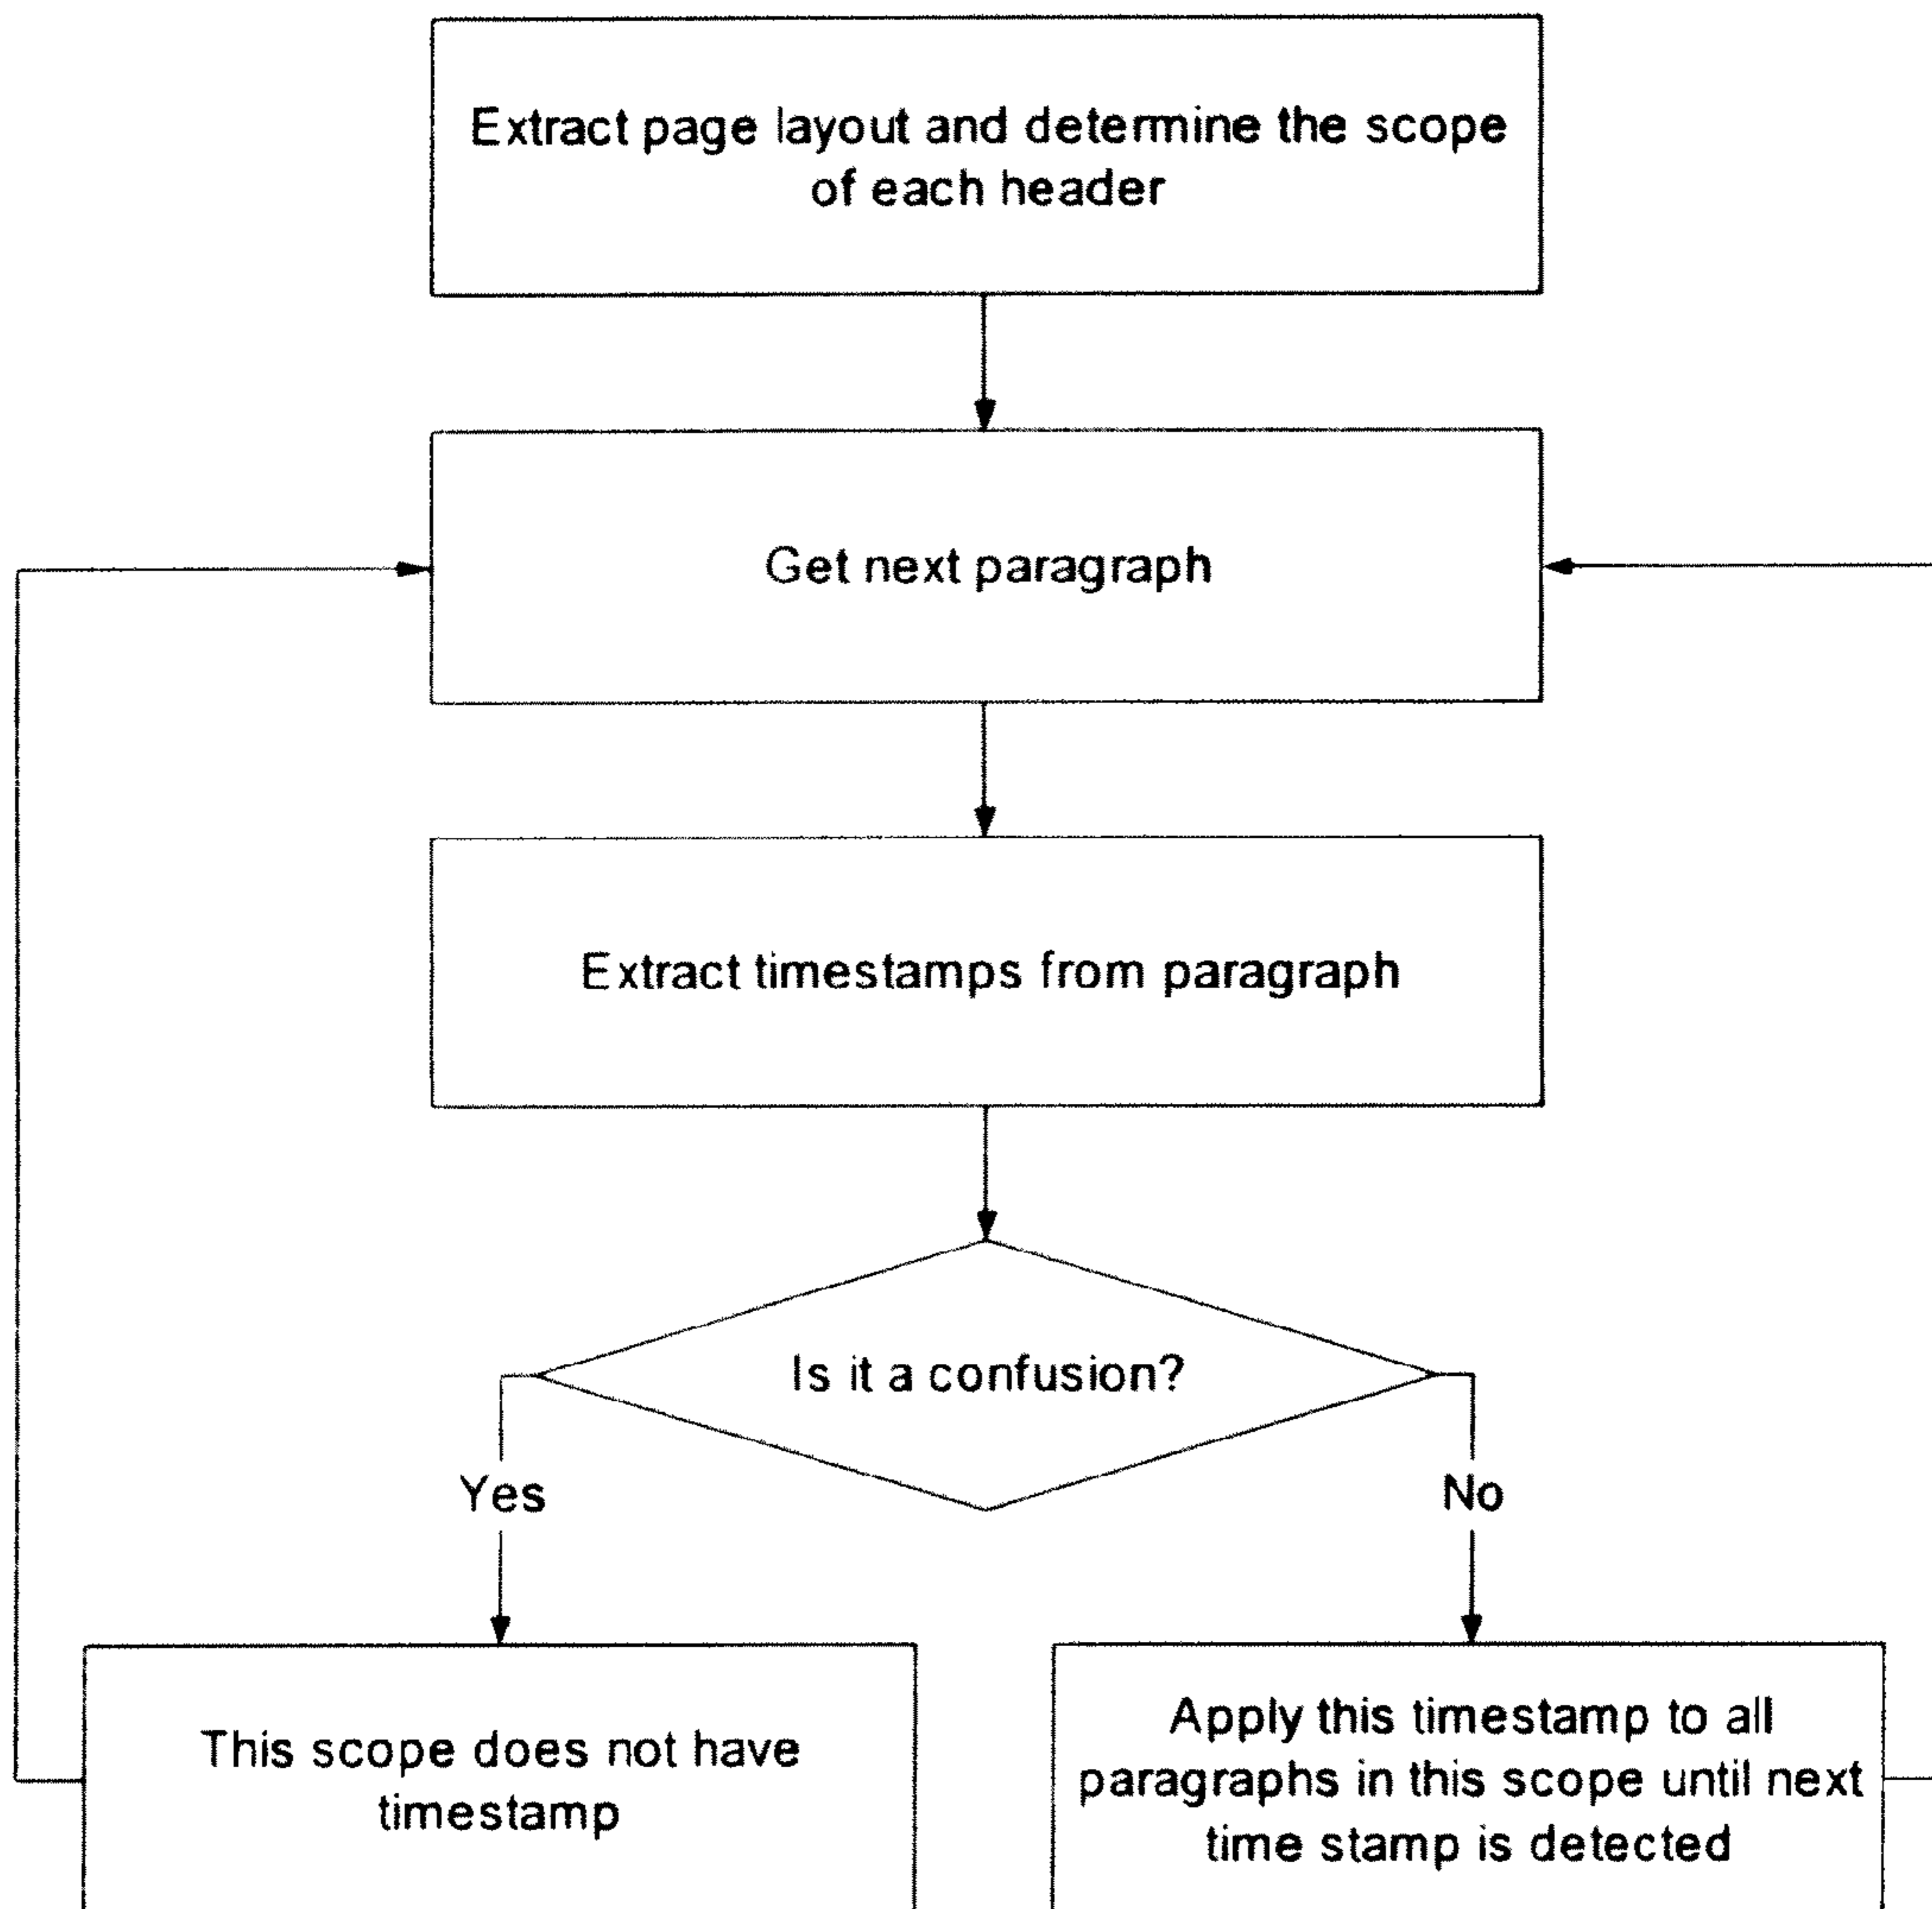 Extract page layout and determine the scope
of each header
Get next paragraph
Extract timestamps from paragraph
Is it a confusion?
Yes
No
This scope does not have
timestamp
Apply this timestamp to all
paragraphs in this scope until next
time stamp is detected